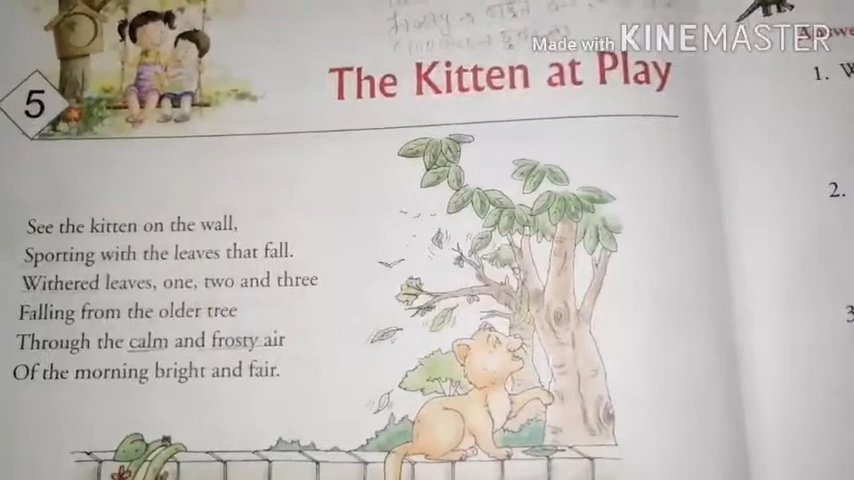 Made with KINEMASTER
Answe
The Kitten at Play
5
1. W
2.
3
See the kitten on the wall,
Sporting with the leaves that fall.
Withered leaves, one, two and three
Falling from the older tree
Through the calm and frosty air
Of the morning bright and fair.